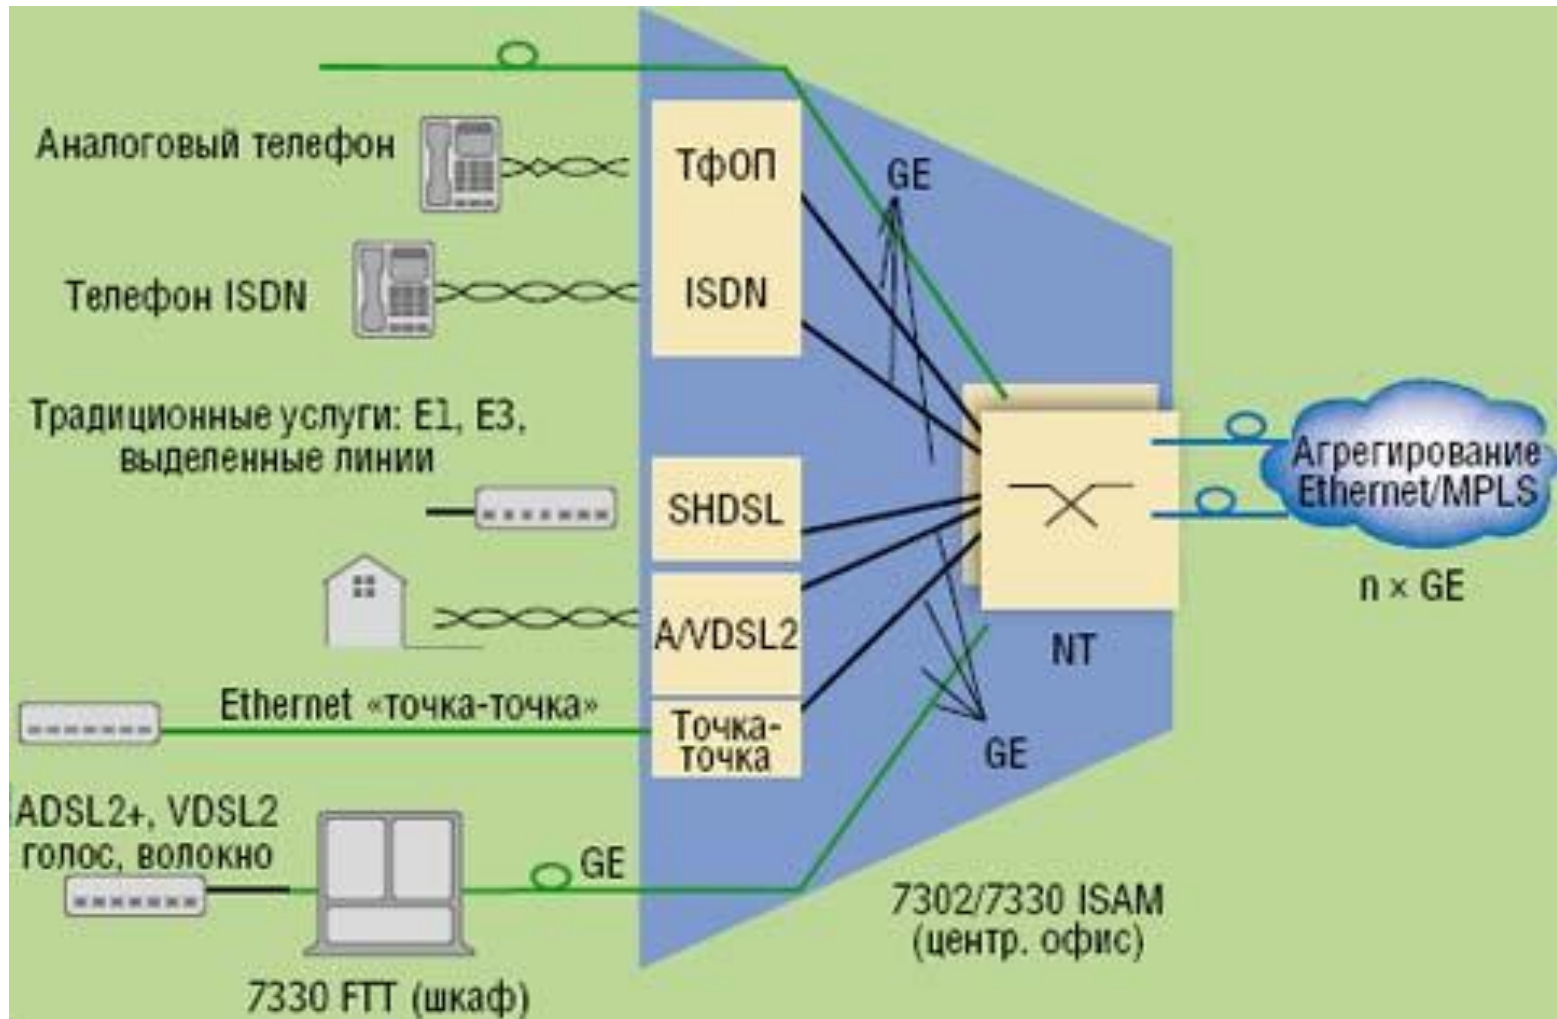 Аналоговый телефон
ТфОП
GE
Телефон ISDN
ISDN
Традиционные услуги: E1, E3,
выделенные линии
SHDSL
Агрегирование
Ethernet/MPLS
n × GE
A/VDSL2
NT
Ethernet «точка-точка»
Точка-
точка
GE
ADSL2+, VDSL2
голос, волокно
GE
7302/7330 ISAM
(центр. офис)
7330 FTT (шкаф)